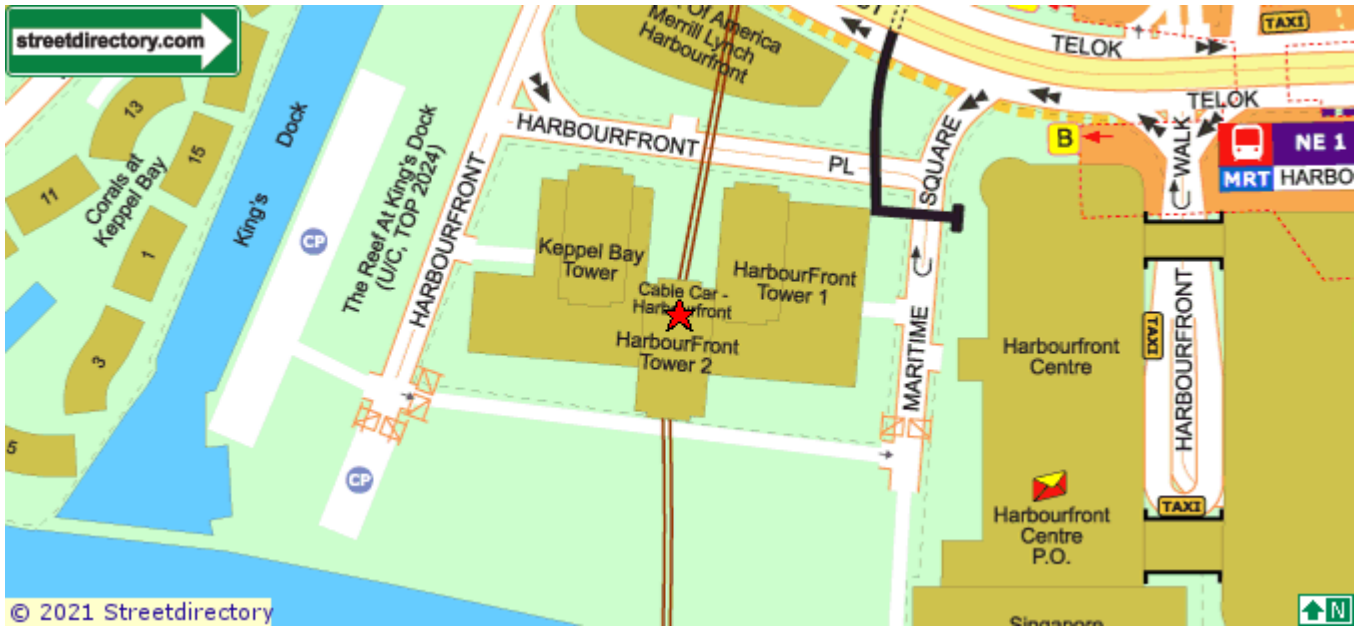 streetdirectory.com
Of America
Merrill Lynch
Harbourfront
TAXI
TELOK
TELOK
13
15
11
1
3
5
Corals at
Keppel Bay
King's
Dock
CP
The Reef At King's Dock
(U/C, TOP 2024)
HARBOURFRONT
HARBOURFRONT
PL
SQUARE
MARITIME
B
WALK
NE 1
MRT
HARBO
Keppel Bay
Tower
HarbourFront
Tower 1
Cable Car -
Harbourfront
HarbourFront
Tower 2
Harbourfront
Centre
TAXI
HARBOURFRONT
TAXI
CP
Harbourfront
Centre
P.O.
Singapore
© 2021 Streetdirectory
N